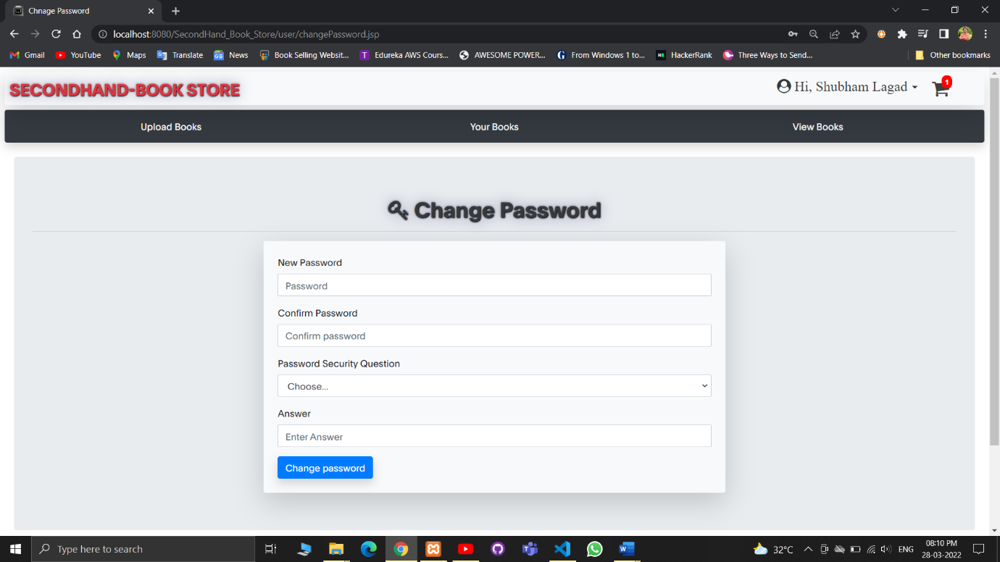 Chnage Password
localhost:8080/SecondHand_Book_Store/user/changePassword.jsp
Gmail YouTube Maps Translate News Book Selling Websit... Edureka AWS Cours... AWESOME POWER... From Windows 1 to... HackerRank Three Ways to Send... Other bookmarks
SECONDHAND-BOOK STORE
Hi, Shubham Lagad 1
Upload Books Your Books View Books
Change Password
New Password
Password
Confirm Password
Confirm password
Password Security Question
Choose...
Answer
Enter Answer
Change password
Type here to search
32°C ENG
08:10 PM
28-03-2022